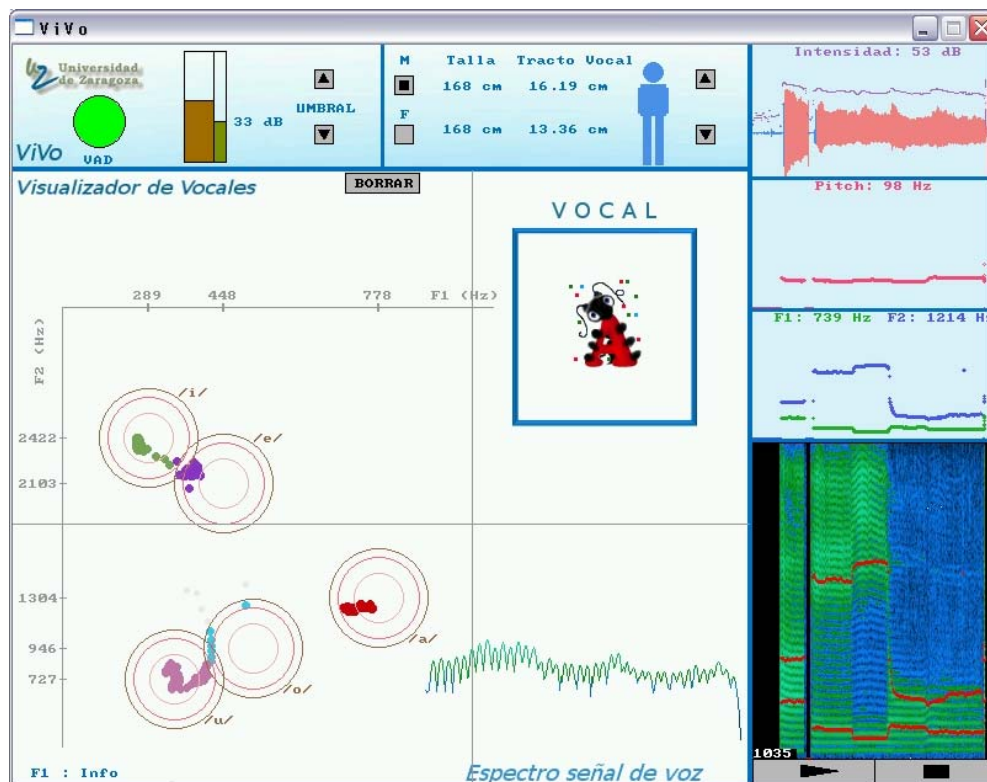 ViVo
Universidad
de Zaragoza
VAD
ViVo
33 dB
UMBRAL
M Talla Tracto Vocal
168 cm 16.19 cm
F
168 cm 13.36 cm
Intensidad: 53 dB
Pitch: 98 Hz
F1: 739 Hz F2: 1214 Hz
1035
Visualizador de Vocales
BORRAR
VOCAL
289 448 778 F1 (Hz)
F2 (Hz)
/i/
2422
/e/
2103
1304
/a/
946
727
/o/
/u/
F1 : Info
Espectro señal de voz